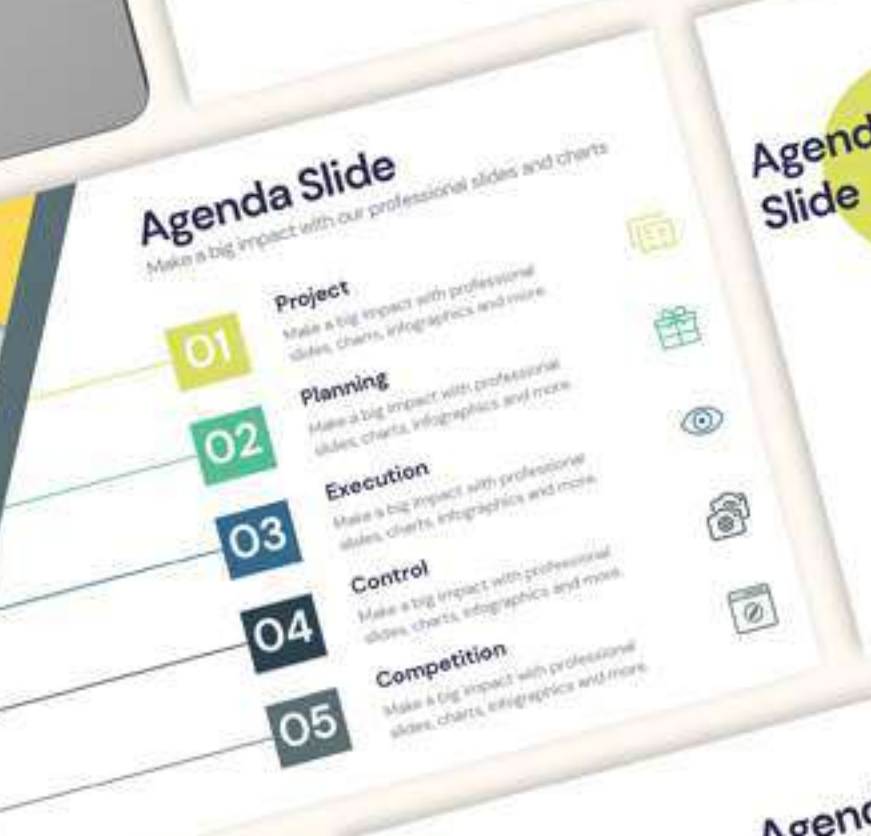 Agenda Slide
Make a big impact with our professional slides and charts
01
Project
Make a big impact with professional
slides, charts, infographics and more.
02
Planning
Make a big impact with professional
slides, charts, infographics and more.
03
Execution
Make a big impact with professional
slides, charts, infographics and more.
04
Control
Make a big impact with professional
slides, charts, infographics and more.
05
Competition
Make a big impact with professional
slides, charts, infographics and more.
Agend
Slide
Agend